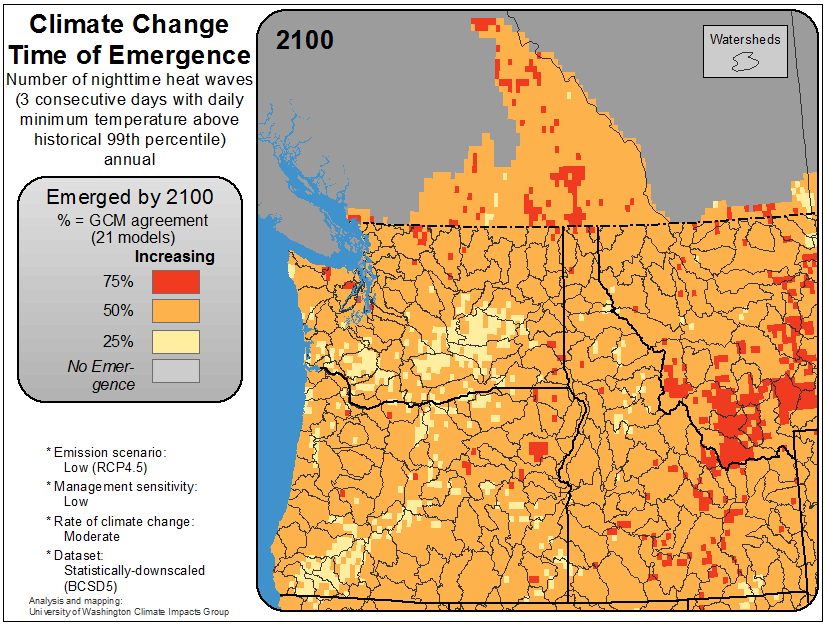 Climate Change
Time of Emergence
Number of nighttime heat waves
(3 consecutive days with daily
minimum temperature above
historical 99th percentile)
annual
Emerged by 2100
% = GCM agreement
(21 models)
Increasing
75%
50%
25%
No Emer-
gence
* Emission scenario:
Low (RCP4.5)
* Management sensitivity:
Low
* Rate of climate change:
Moderate
* Dataset:
Statistically-downscaled
(BCSD5)
Analysis and mapping:
University of Washington Climate Impacts Group
2100
Watersheds